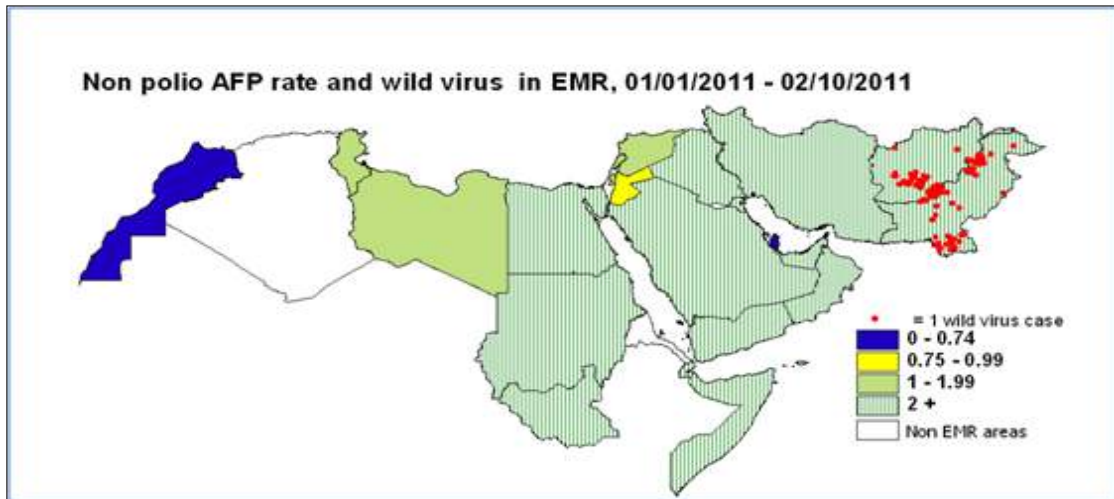 Non polio AFP rate and wild virus in EMR, 01/01/2011 - 02/10/2011
= 1 wild virus case
0 - 0.74
0.75 - 0.99
1 - 1.99
2 +
Non EMR areas